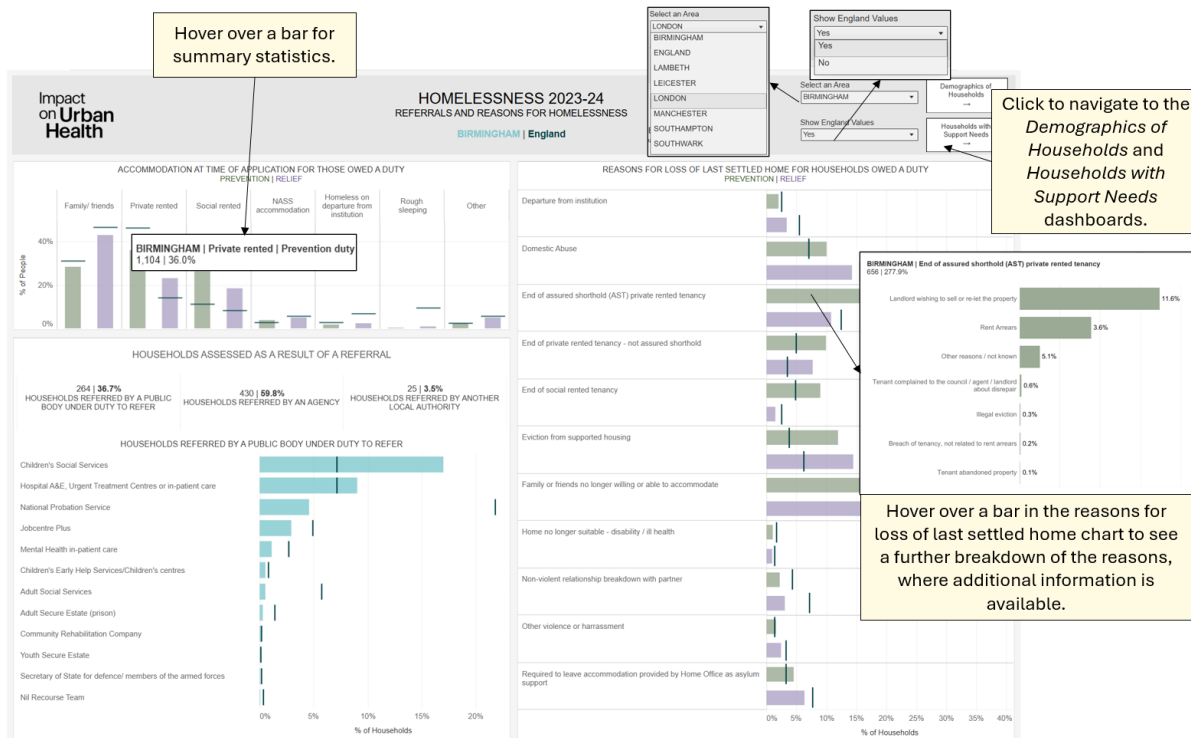 Hover over a bar for
summary statistics.
Select an Area
LONDON
BIRMINGHAM
ENGLAND
LAMBETH
LEICESTER
LONDON
MANCHESTER
SOUTHAMPTON
SOUTHWARK
Show England Values
Yes
Yes
No
Impact
on Urban
Health
HOMELESSNESS 2023-24
REFERRALS AND REASONS FOR HOMELESSNESS
BIRMINGHAM | England
Select an Area
BIRMINGHAM
Show England Values
Yes
Demographics of
Households
→
Households with
Support Needs
→
Click to navigate to the
Demographics of
Households and
Households with
Support Needs
dashboards.
ACCOMMODATION AT TIME OF APPLICATION FOR THOSE OWED A DUTY
PREVENTION | RELIEF
Family/ friends
Private rented
Social rented
NASS
accommodation
Homeless on
departure from
institution
Rough
sleeping
Other
% of People
40%
20%
0%
BIRMINGHAM | Private rented | Prevention duty
1,104 | 36.0%
HOUSEHOLDS ASSESSED AS A RESULT OF A REFERRAL
264 | 36.7%
HOUSEHOLDS REFERRED BY A PUBLIC
BODY UNDER DUTY TO REFER
430 | 59.8%
HOUSEHOLDS REFERRED BY AN AGENCY
25 | 3.5%
HOUSEHOLDS REFERRED BY ANOTHER
LOCAL AUTHORITY
HOUSEHOLDS REFERRED BY A PUBLIC BODY UNDER DUTY TO REFER
Children's Social Services
Hospital A&E, Urgent Treatment Centres or in-patient care
National Probation Service
Jobcentre Plus
Mental Health in-patient care
Children's Early Help Services/Children's centres
Adult Social Services
Adult Secure Estate (prison)
Community Rehabilitation Company
Youth Secure Estate
Secretary of State for defence/ members of the armed forces
Nil Recourse Team
0%
5%
10%
15%
20%
% of Households
REASONS FOR LOSS OF LAST SETTLED HOME FOR HOUSEHOLDS OWED A DUTY
PREVENTION | RELIEF
Departure from institution
Domestic Abuse
End of assured shorthold (AST) private rented tenancy
End of private rented tenancy - not assured shorthold
End of social rented tenancy
Eviction from supported housing
Family or friends no longer willing or able to accommodate
Home no longer suitable - disability / ill health
Non-violent relationship breakdown with partner
Other violence or harrassment
Required to leave accommodation provided by Home Office as asylum
support
0%
5%
10%
15%
20%
25%
30%
35%
40%
% of Households
BIRMINGHAM | End of assured shorthold (AST) private rented tenancy
656 | 277.9%
Landlord wishing to sell or re-let the property
11.6%
Rent Arrears
3.6%
Other reasons / not known
5.1%
Tenant complained to the council / agent / landlord
about disrepair
0.6%
Illegal eviction
0.3%
Breach of tenancy, not related to rent arrears
0.2%
Tenant abandoned property
0.1%
Hover over a bar in the reasons for
loss of last settled home chart to see
a further breakdown of the reasons,
where additional information is
available.